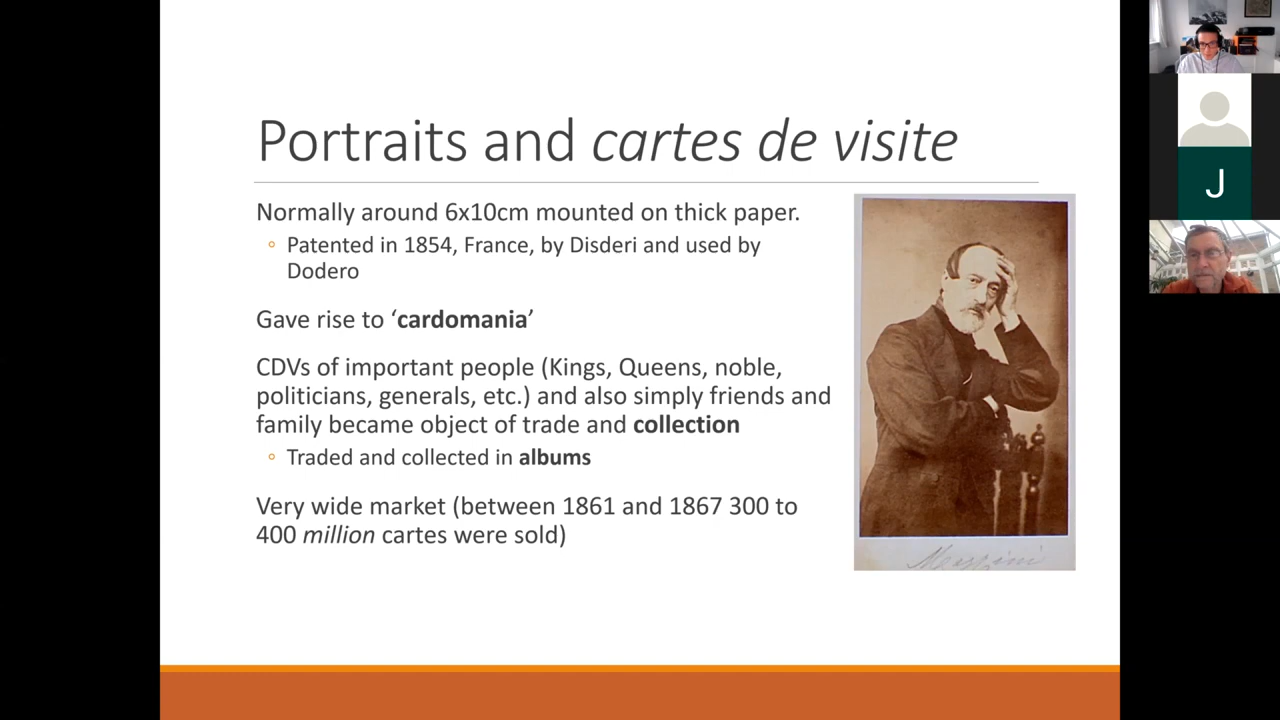 Portraits and cartes de visite
Normally around 6x10cm mounted on thick paper.
◦ Patented in 1854, France, by Disderi and used by
Dodero
Gave rise to ‘cardomania’
CDVs of important people (Kings, Queens, noble,
politicians, generals, etc.) and also simply friends and
family became object of trade and collection
◦ Traded and collected in albums
Very wide market (between 1861 and 1867 300 to
400 million cartes were sold)
Mazzini
J